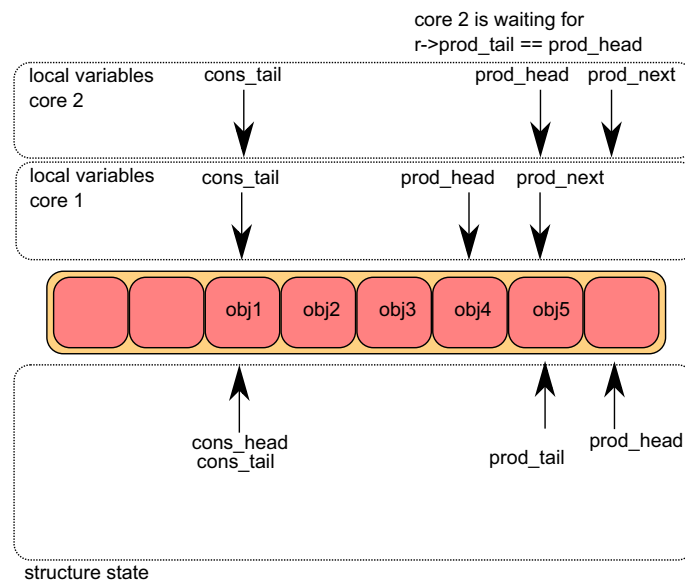 core 2 is waiting for
r->prod_tail == prod_head
local variables
core 2
cons_tail
prod_head
prod_next
local variables
core 1
cons_tail
prod_head
prod_next
obj1
obj2
obj3
obj4
obj5
cons_head
cons_tail
prod_tail
prod_head
structure state